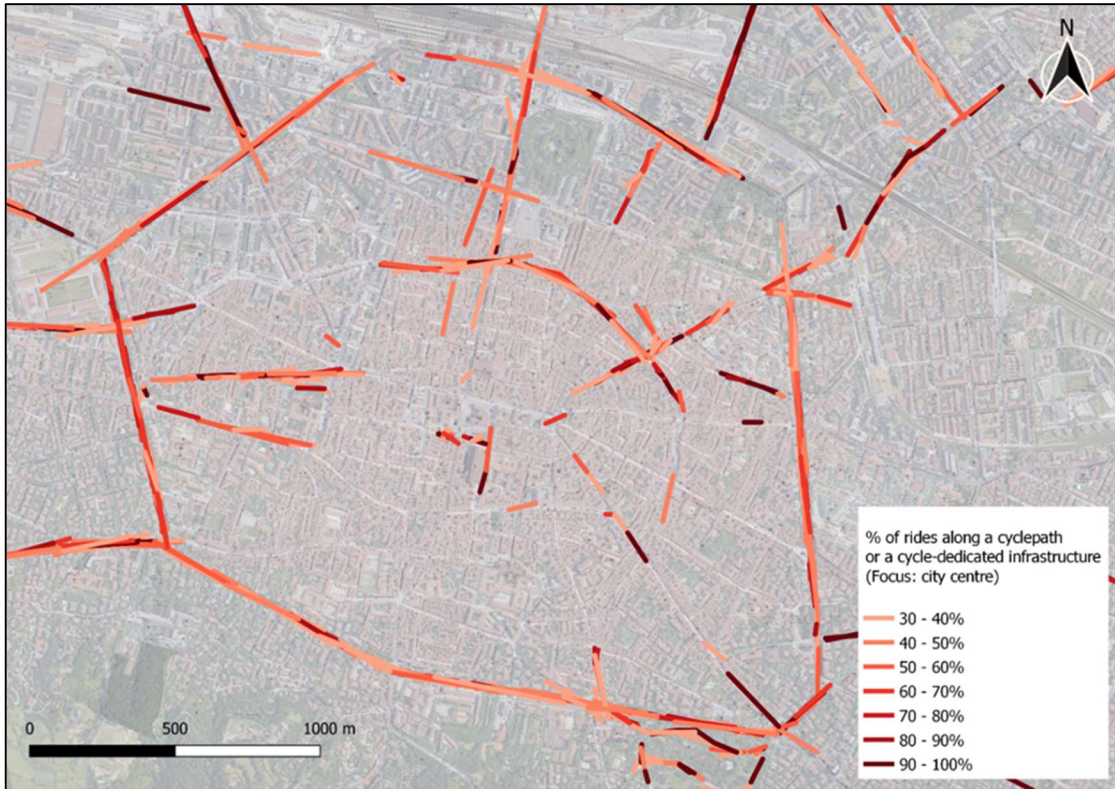 N
% of rides along a cyclepath
or a cycle-dedicated infrastructure
(Focus: city centre)
30 - 40%
40 - 50%
50 - 60%
60 - 70%
70 - 80%
80 - 90%
90 - 100%
0 500 1000 m